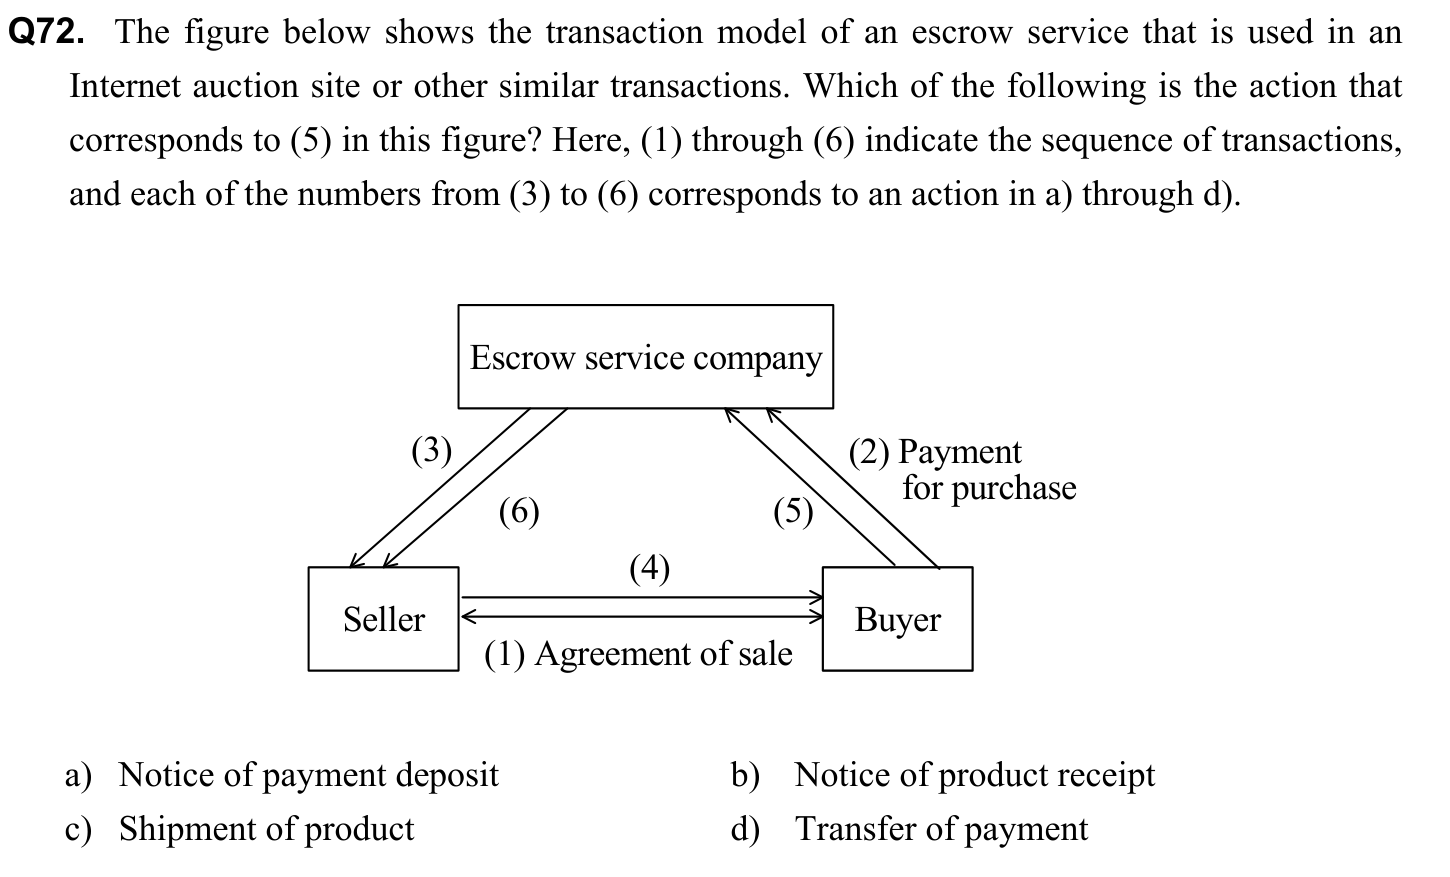 Q72. The figure below shows the transaction model of an escrow service that is used in an
Internet auction site or other similar transactions. Which of the following is the action that
corresponds to (5) in this figure? Here, (1) through (6) indicate the sequence of transactions,
and each of the numbers from (3) to (6) corresponds to an action in a) through d).
Escrow service company
(3)
(2) Payment
for purchase
(6)
(5)
(4)
Seller
Buyer
(1) Agreement of sale
a) Notice of payment deposit
b) Notice of product receipt
c) Shipment of product
d) Transfer of payment